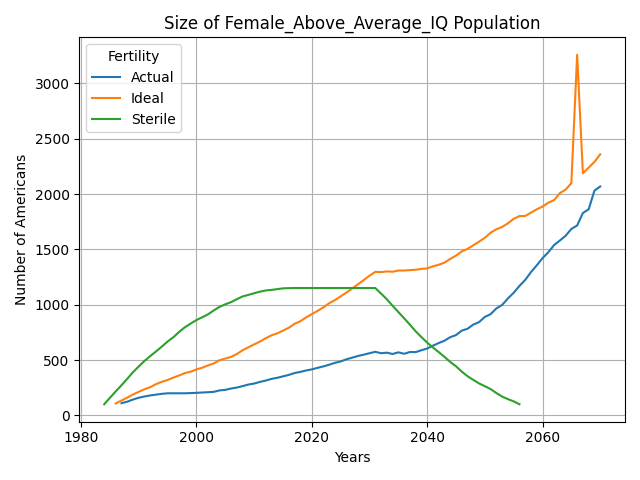 Size of Female_Above_Average_IQ Population
Fertility
Actual
Ideal
Sterile
Number of Americans
3000
2500
2000
1500
1000
500
0
1980
2000
2020
2040
2060
Years